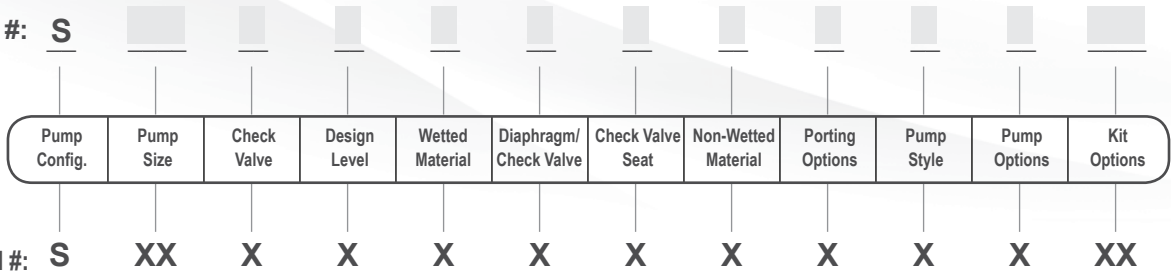 #: S
Pump Config. Pump Size Check Valve Design Level Wetted Material Diaphragm/ Check Valve Check Valve Seat Non-Wetted Material Porting Options Pump Style Pump Options Kit Options
#: S XX X X X X X X X X X XX